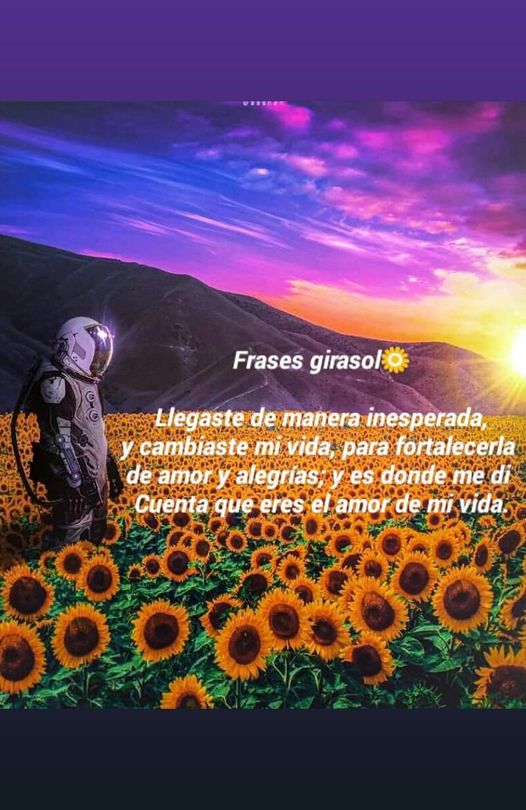 Frases girasol🌼
Llegaste de manera inesperada,
y cambiaste mi vida, para fortalecerla
de amor y alegrías; y es donde me di
Cuenta que eres el amor de mi vida.